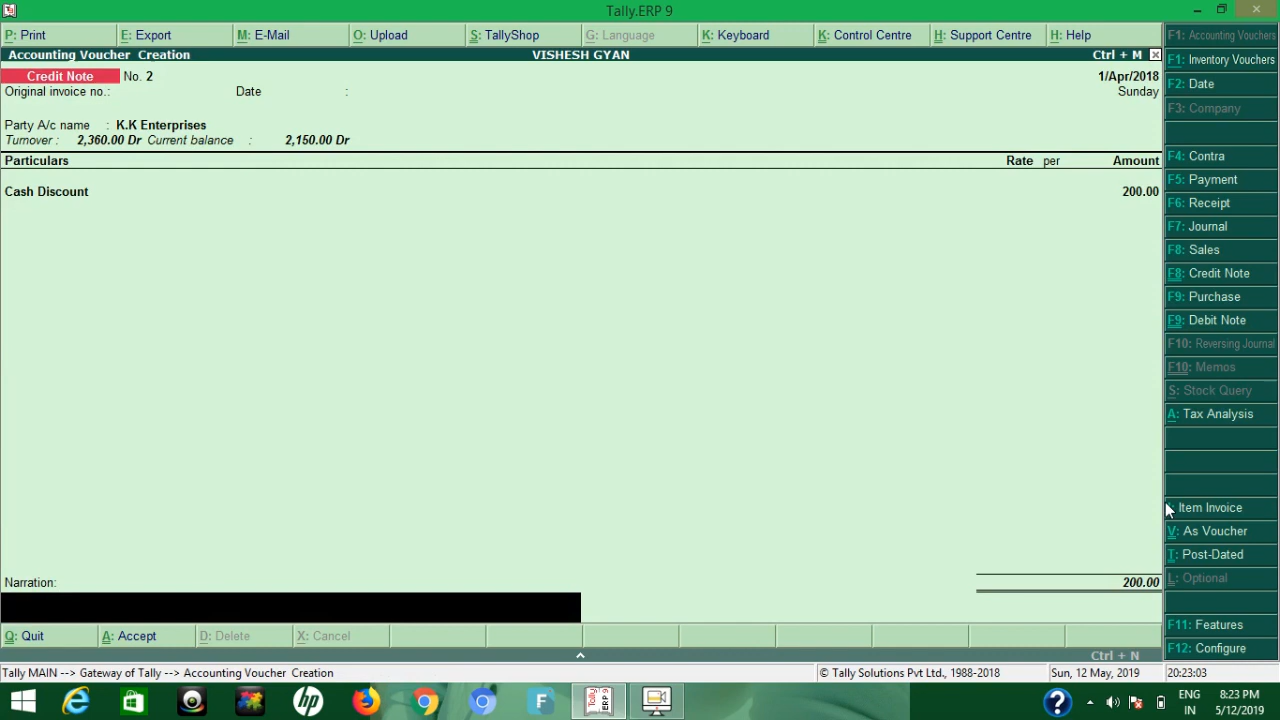 Tally.ERP 9
P: Print E: Export M: E-Mail O: Upload S: TallyShop G: Language K: Keyboard K: Control Centre H: Support Centre H: Help
Accounting Voucher Creation VISHESH GYAN Ctrl + M
Credit Note No. 2 1/Apr/2018
Original invoice no.: Date : Sunday
Party A/c name : K.K Enterprises
Turnover : 2,360.00 Dr Current balance : 2,150.00 Dr
Particulars Rate per Amount
Cash Discount 200.00
Narration: 200.00
Q: Quit A: Accept D: Delete X: Cancel
Ctrl + N
F1: Accounting Vouchers
F1: Inventory Vouchers
F2: Date
F3: Company
F4: Contra
F5: Payment
F6: Receipt
F7: Journal
F8: Sales
F8: Credit Note
F9: Purchase
F9: Debit Note
F10: Reversing Journal
F10: Memos
S: Stock Query
A: Tax Analysis
Item Invoice
V: As Voucher
T: Post-Dated
L: Optional
F11: Features
F12: Configure
Tally MAIN --> Gateway of Tally --> Accounting Voucher Creation © Tally Solutions Pvt Ltd., 1988-2018 Sun, 12 May, 2019 20:23:03
ENG 8:23 PM
IN 5/12/2019